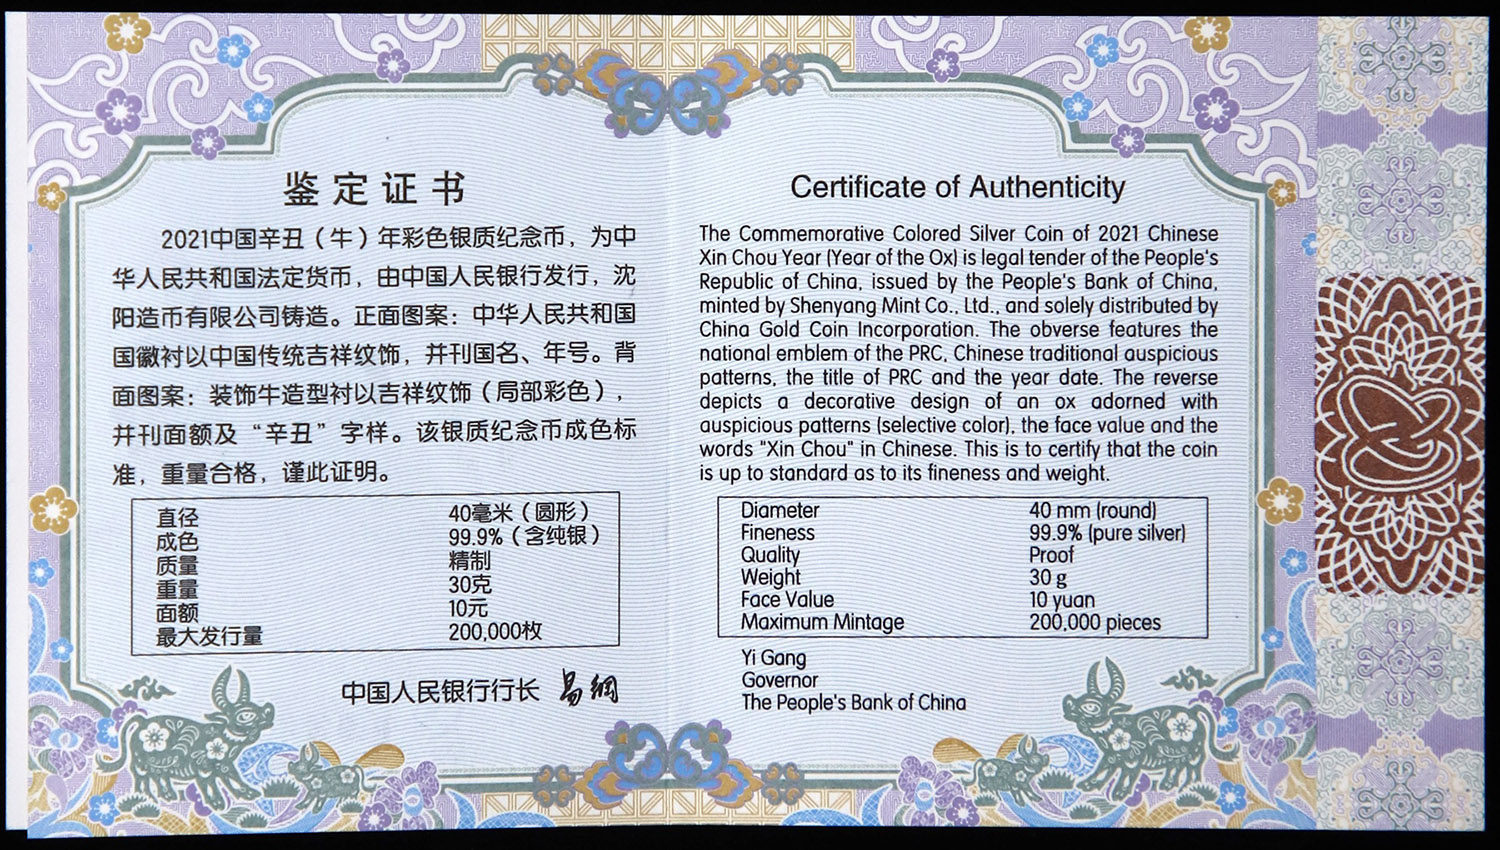 鉴定证书
2021中国辛丑（牛）年彩色银质纪念币，为中
华人民共和国法定货币，由中国人民银行发行，沈
阳造币有限公司铸造。正面图案：中华人民共和国
国徽衬以中国传统吉祥纹饰，并刊国名、年号。背
面图案：装饰牛造型衬以吉祥纹饰（局部彩色），
并刊面额及“辛丑”字样。该银质纪念币成色标
准，重量合格，谨此证明。
直径 40毫米（圆形）
成色 99.9%（含纯银）
质量 精制
重量 30克
面额 10元
最大发行量 200,000枚
中国人民银行行长 易纲
Certificate of Authenticity
The Commemorative Colored Silver Coin of 2021 Chinese
Xin Chou Year (Year of the Ox) is legal tender of the People's
Republic of China, issued by the People's Bank of China,
minted by Shenyang Mint Co., Ltd., and solely distributed by
China Gold Coin Incorporation. The obverse features the
national emblem of the PRC, Chinese traditional auspicious
patterns, the title of PRC and the year date. The reverse
depicts a decorative design of an ox adorned with
auspicious patterns (selective color), the face value and the
words "Xin Chou" in Chinese. This is to certify that the coin
is up to standard as to its fineness and weight.
Diameter 40 mm (round)
Fineness 99.9% (pure silver)
Quality Proof
Weight 30 g
Face Value 10 yuan
Maximum Mintage 200,000 pieces
Yi Gang
Governor
The People's Bank of China